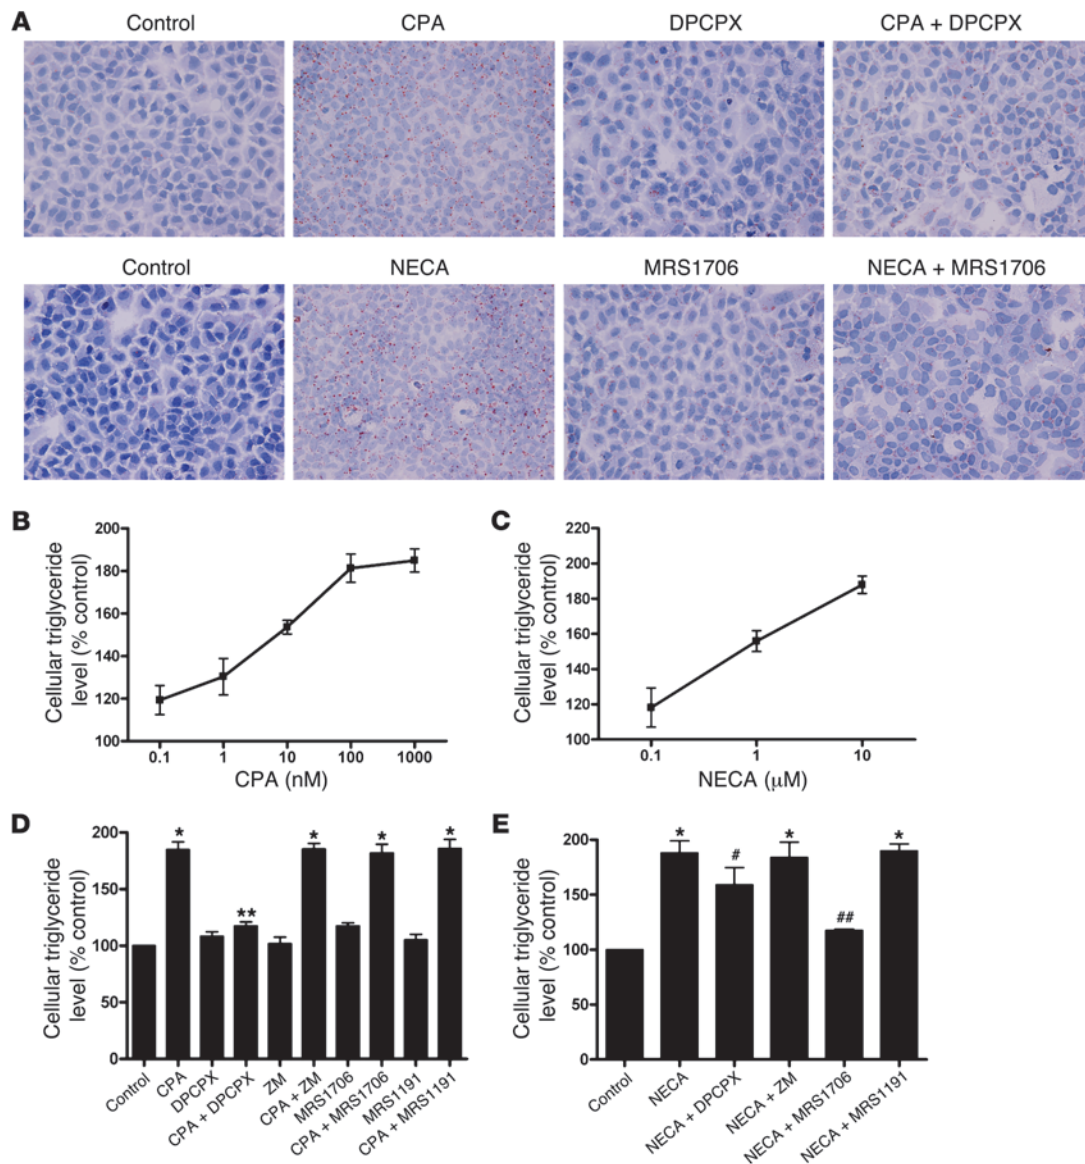 A
Control
CPA
DPCPX
CPA + DPCPX
Control
NECA
MRS1706
NECA + MRS1706
B
Cellular triglyceride
level (% control)
200
180
160
140
120
100
0.1
1
10
100
1000
CPA (nM)
C
Cellular triglyceride
level (% control)
220
200
180
160
140
120
100
0.1
1
10
NECA (μM)
D
Cellular triglyceride
level (% control)
200
150
100
50
0
*
**
*
*
*
Control
CPA
DPCPX
CPA + DPCPX
ZM
CPA + ZM
MRS1706
CPA + MRS1706
MRS1191
CPA + MRS1191
E
Cellular triglyceride
level (% control)
200
150
100
50
0
*
#
*
##
*
Control
NECA
NECA + DPCPX
NECA + ZM
NECA + MRS1706
NECA + MRS1191